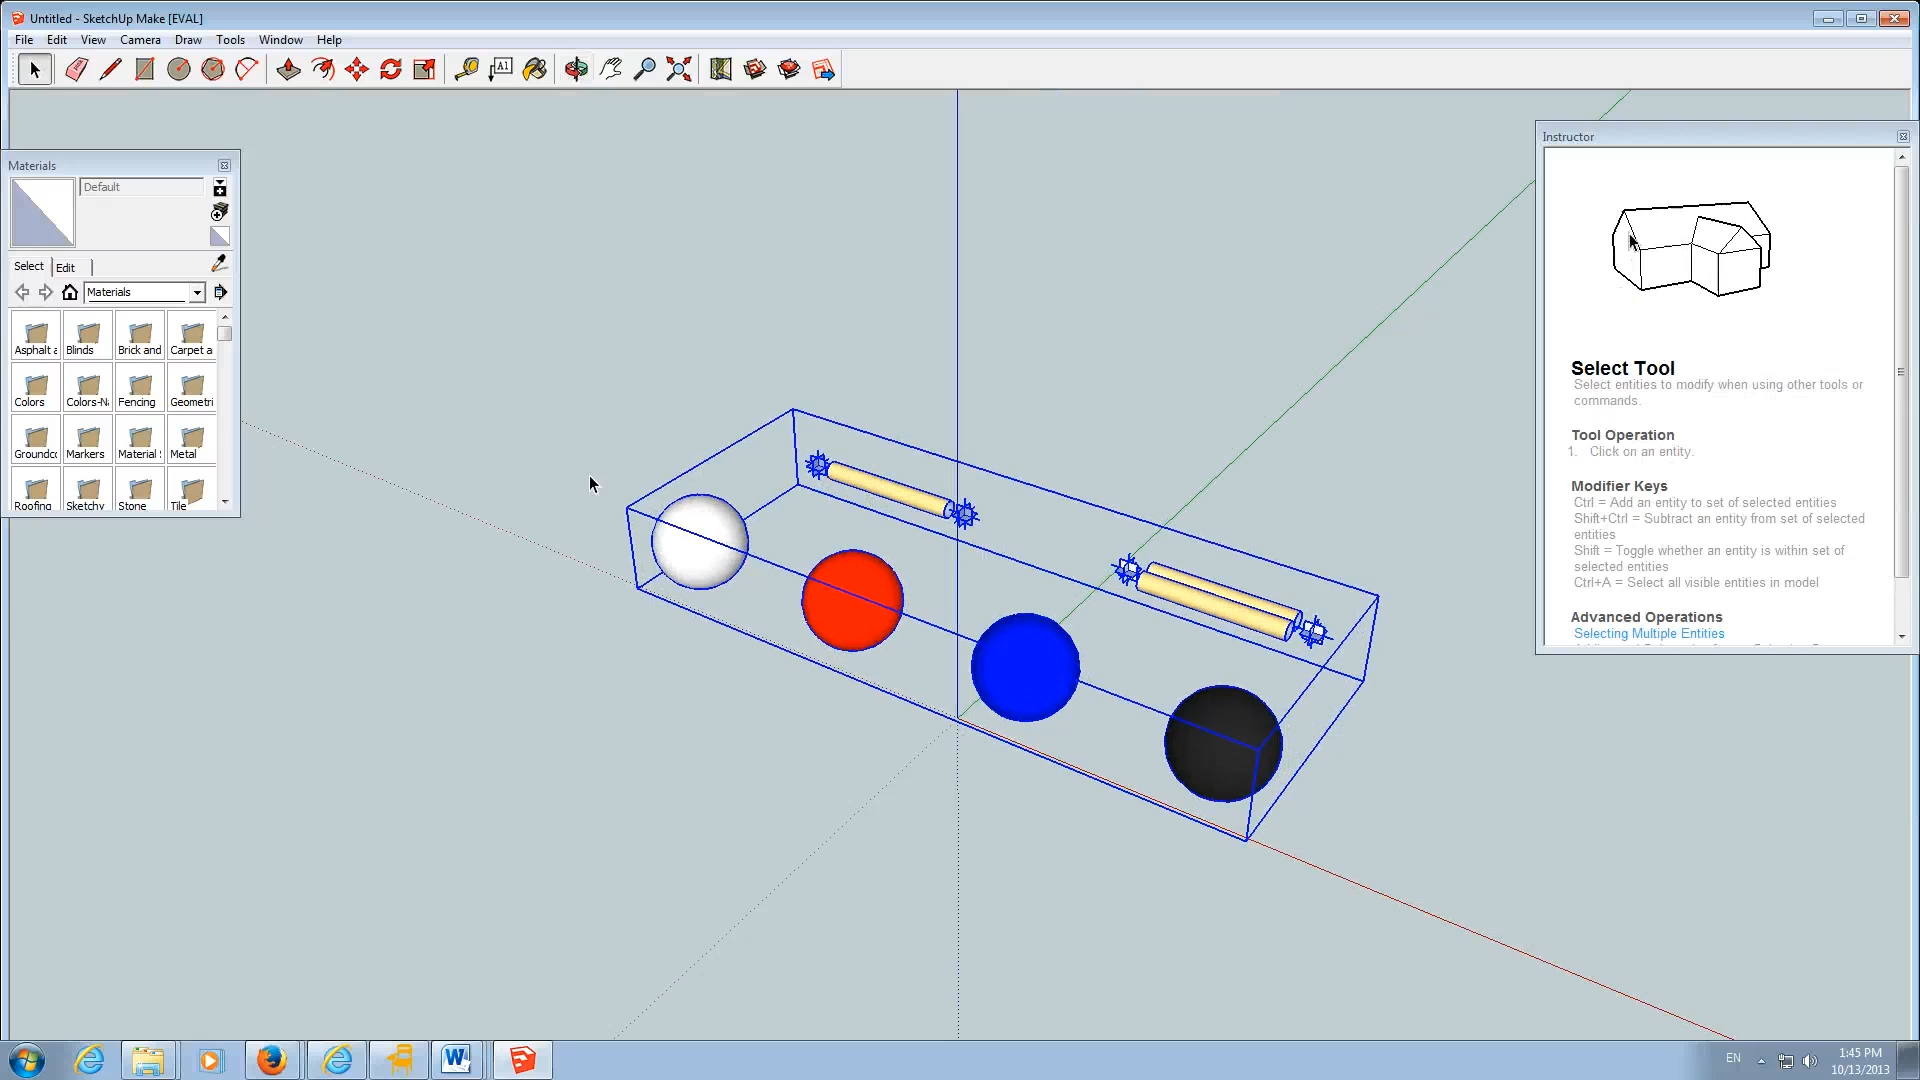 Untitled - SketchUp Make [EVAL]
File Edit View Camera Draw Tools Window Help
A1
Materials
Default
Select Edit
Materials
Asphalt a Blinds Brick and Carpet a
Colors Colors-Na Fencing Geometri
Groundco Markers Material S Metal
Roofing Sketchy Stone Tile
Instructor
Select Tool
Select entities to modify when using other tools or
commands.
Tool Operation
1. Click on an entity.
Modifier Keys
Ctrl = Add an entity to set of selected entities
Shift+Ctrl = Subtract an entity from set of selected
entities
Shift = Toggle whether an entity is within set of
selected entities
Ctrl+A = Select all visible entities in model
Advanced Operations
Selecting Multiple Entities
W
EN
1:45 PM
10/13/2013